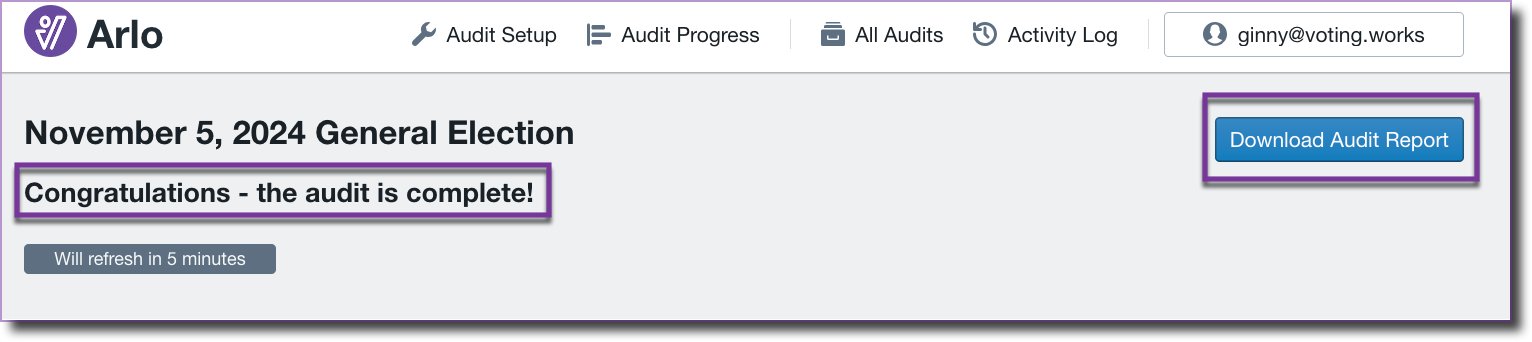 Arlo
Audit Setup
Audit Progress
All Audits
Activity Log
ginny@voting.works
November 5, 2024 General Election
Download Audit Report
Congratulations - the audit is complete!
Will refresh in 5 minutes